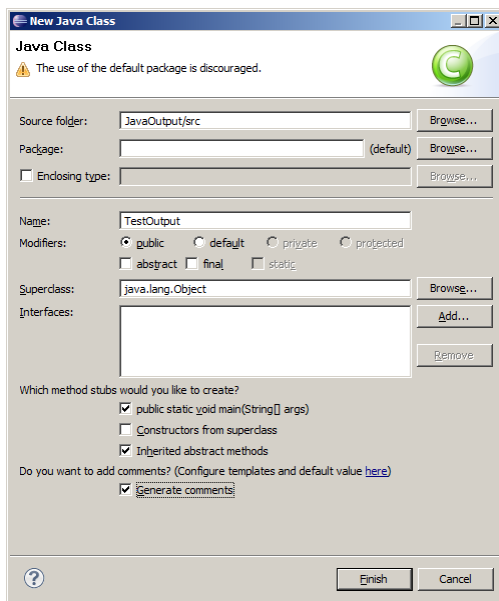 New Java Class
Java Class
The use of the default package is discouraged.
Source folder: JavaOutput/src Browse...
Package: (default) Browse...
Enclosing type: Browse...
Name: TestOutput
Modifiers: public default private protected
abstract final static
Superclass: java.lang.Object Browse...
Interfaces: Add...
Remove
Which method stubs would you like to create?
public static void main(String[] args)
Constructors from superclass
Inherited abstract methods
Do you want to add comments? (Configure templates and default value here)
Generate comments
? Finish Cancel